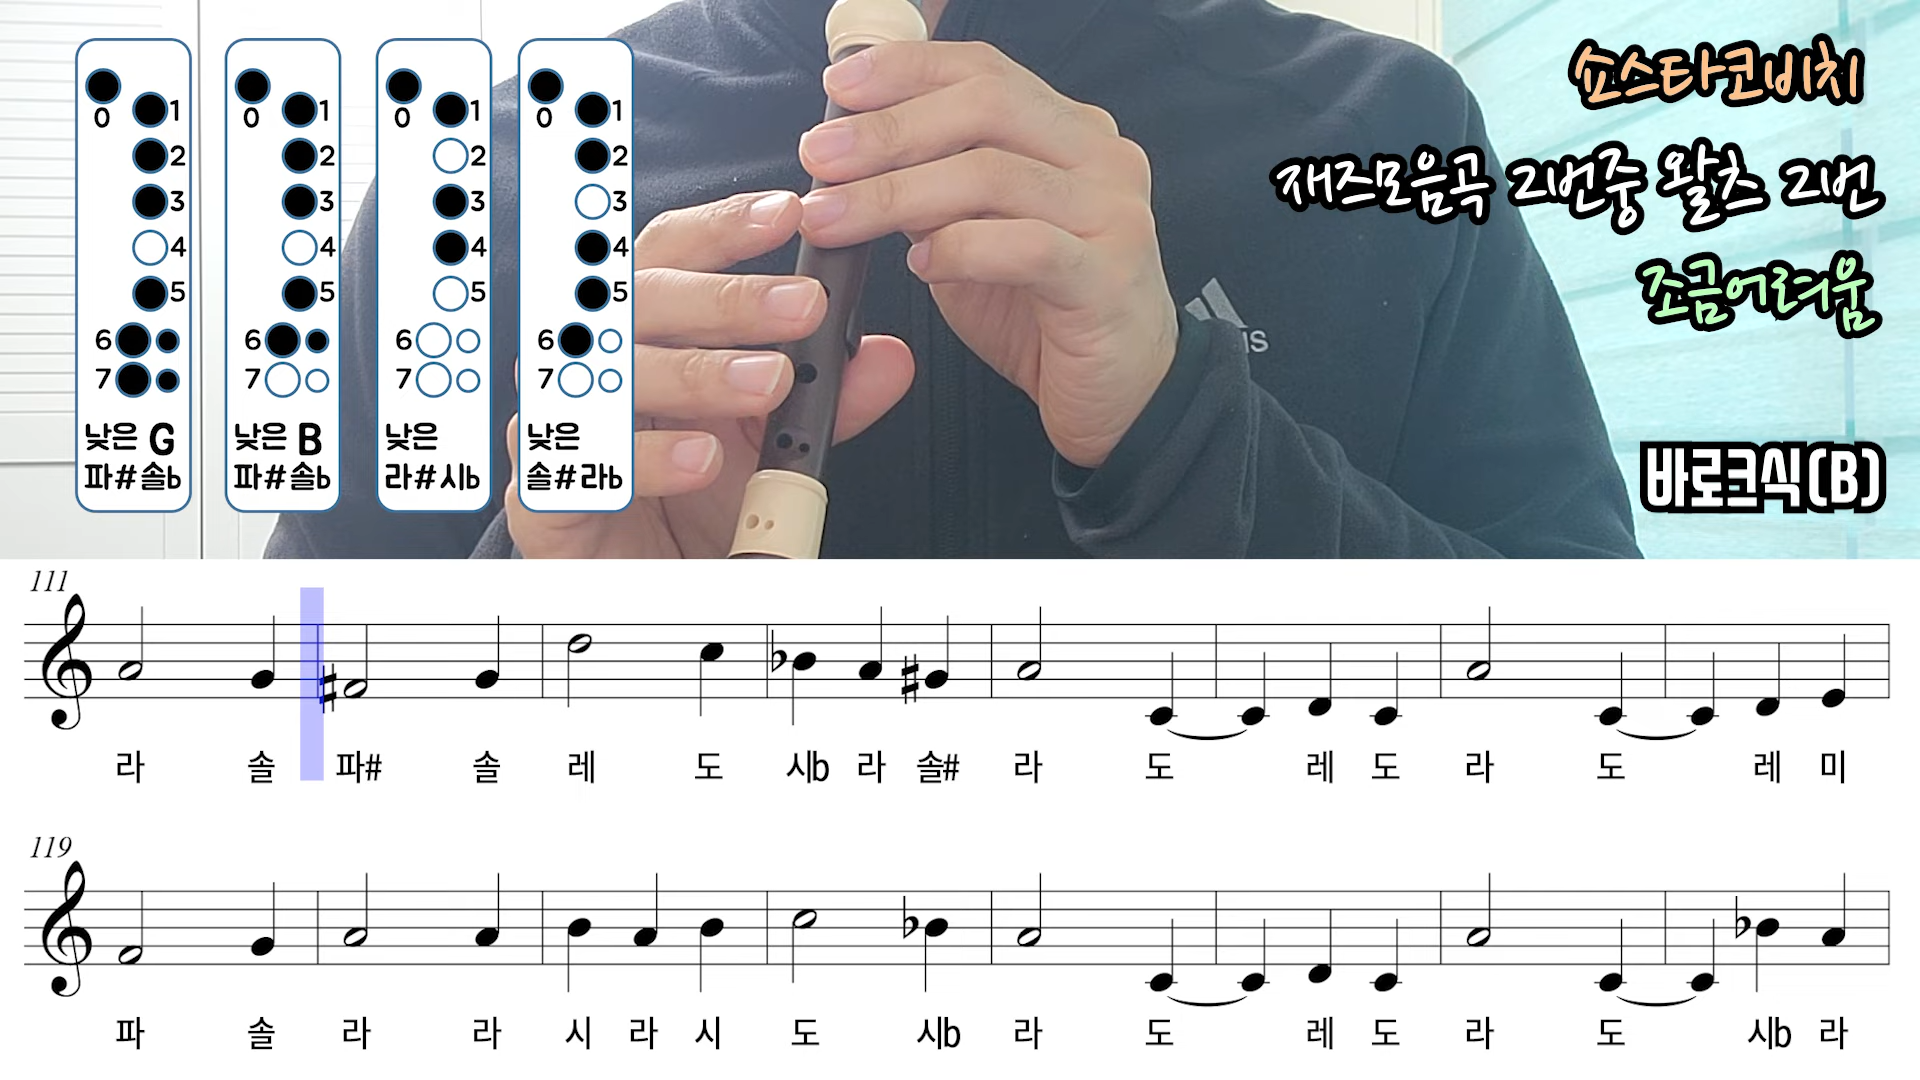 쇼스타코비치
재즈모음곡 2번중 왈츠 2번
조금어려움
바로크식(B)
0 1
2
3
4
5
6
7
낮은 G
파# 솔b
0 1
2
3
4
5
6
7
낮은 B
파# 솔b
0 1
2
3
4
5
6
7
낮은
라# 시b
0 1
2
3
4
5
6
7
낮은
솔# 라b
111
라 솔 파# 솔 레 도 시b 라 솔# 라 도 레 도 라 도 레 미
119
파 솔 라 라 시 라 시 도 시b 라 도 레 도 라 도 시b 라